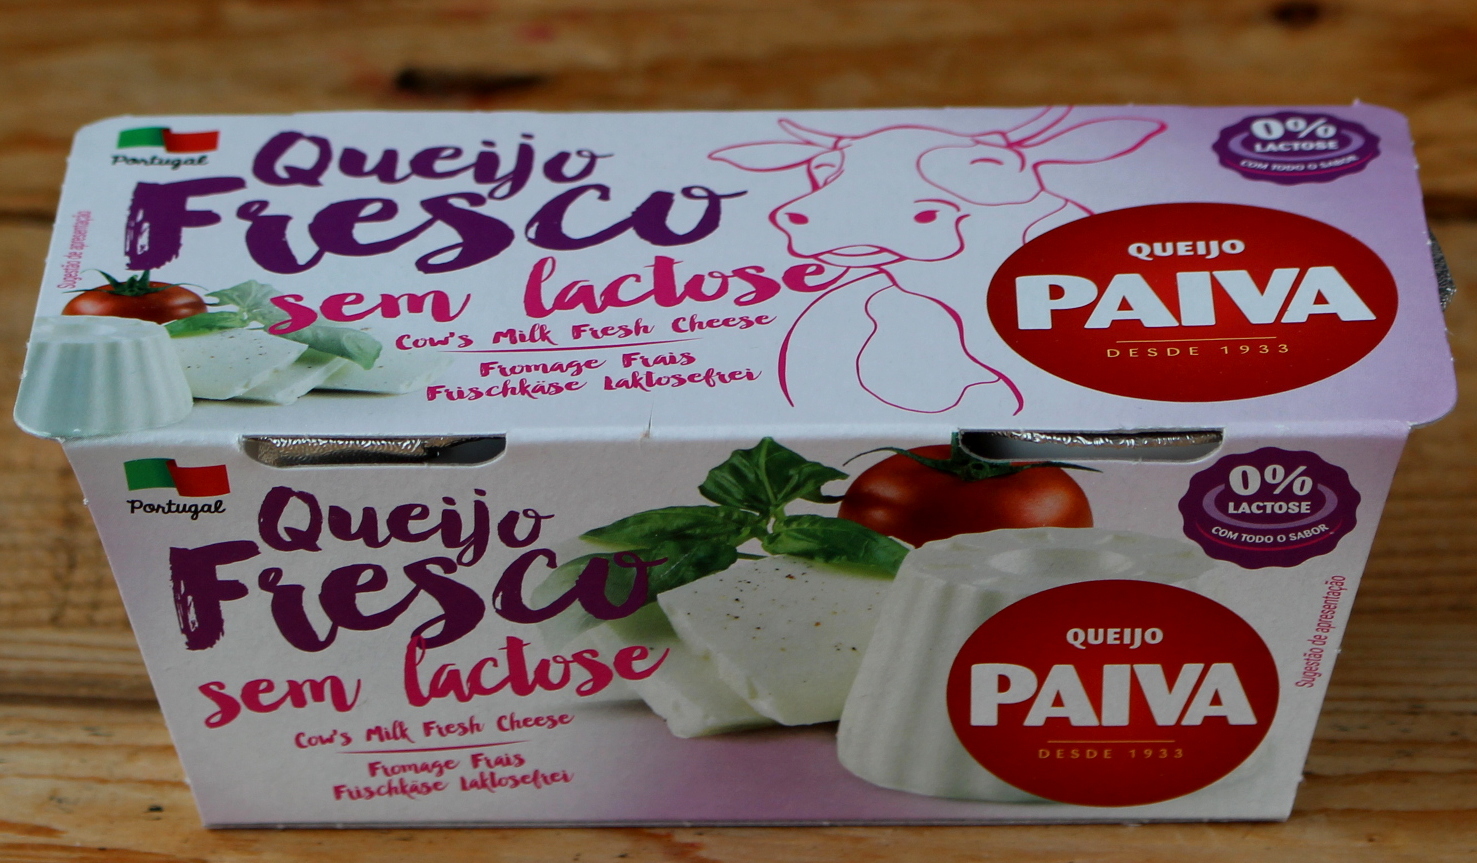 Portugal
Queijo
Fresco
sem lactose
Cow's Milk Fresh Cheese
Fromage Frais
Frischkäse Laktosefrei
Sugestão de apresentação
0%
LACTOSE
COM TODO O SABOR
QUEIJO
PAIVA
DESDE 1933
Portugal
Queijo
Fresco
sem lactose
Cow's Milk Fresh Cheese
Fromage Frais
Frischkäse Laktosefrei
0%
LACTOSE
COM TODO O SABOR
Sugestão de apresentação
QUEIJO
PAIVA
DESDE 1933